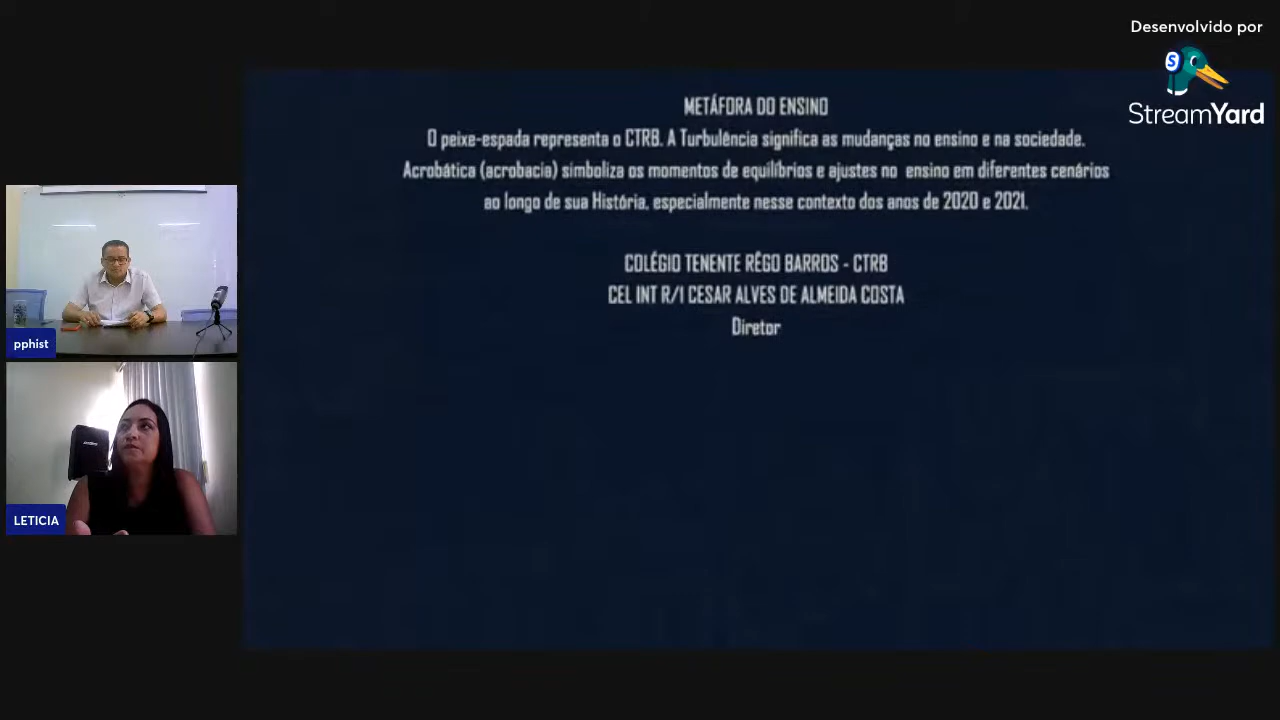 Desenvolvido por
StreamYard
METÁFORA DO ENSINO
O peixe-espada representa o CTRB. A Turbulência significa as mudanças no ensino e na sociedade.
Acrobática (acrobacia) simboliza os momentos de equilíbrios e ajustes no ensino em diferentes cenários
ao longo de sua História, especialmente nesse contexto dos anos de 2020 e 2021.
COLÉGIO TENENTE RÊGO BARROS - CTRB
CEL INT R/1 CESAR ALVES DE ALMEIDA COSTA
Diretor
pphist
LETICIA